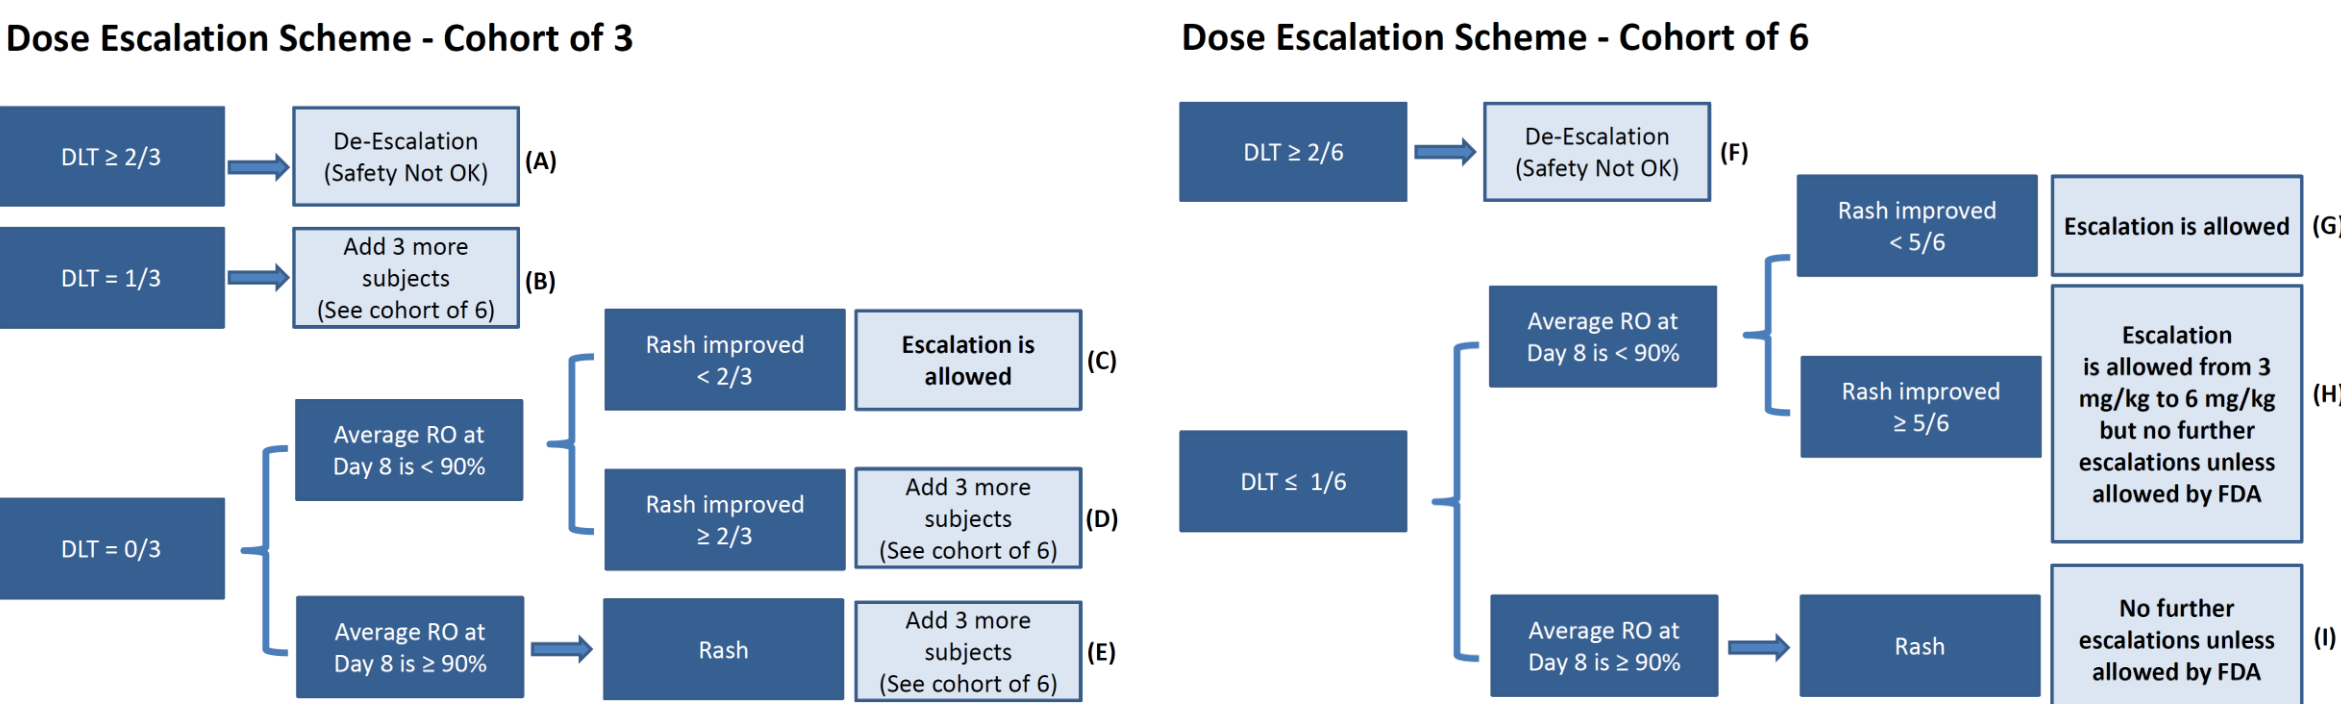 Dose Escalation Scheme - Cohort of 3
DLT ≥ 2/3
De-Escalation
(Safety Not OK)
(A)
DLT = 1/3
Add 3 more
subjects
(See cohort of 6)
(B)
DLT = 0/3
Average RO at
Day 8 is < 90%
Rash improved
< 2/3
Escalation is
allowed
(C)
Rash improved
≥ 2/3
Add 3 more
subjects
(See cohort of 6)
(D)
Average RO at
Day 8 is ≥ 90%
Rash
Add 3 more
subjects
(See cohort of 6)
(E)
Dose Escalation Scheme - Cohort of 6
DLT ≥ 2/6
De-Escalation
(Safety Not OK)
(F)
DLT ≤ 1/6
Average RO at
Day 8 is < 90%
Rash improved
< 5/6
Escalation is allowed
(G)
Rash improved
≥ 5/6
Escalation
is allowed from 3
mg/kg to 6 mg/kg
but no further
escalations unless
allowed by FDA
(H)
Average RO at
Day 8 is ≥ 90%
Rash
No further
escalations unless
allowed by FDA
(I)